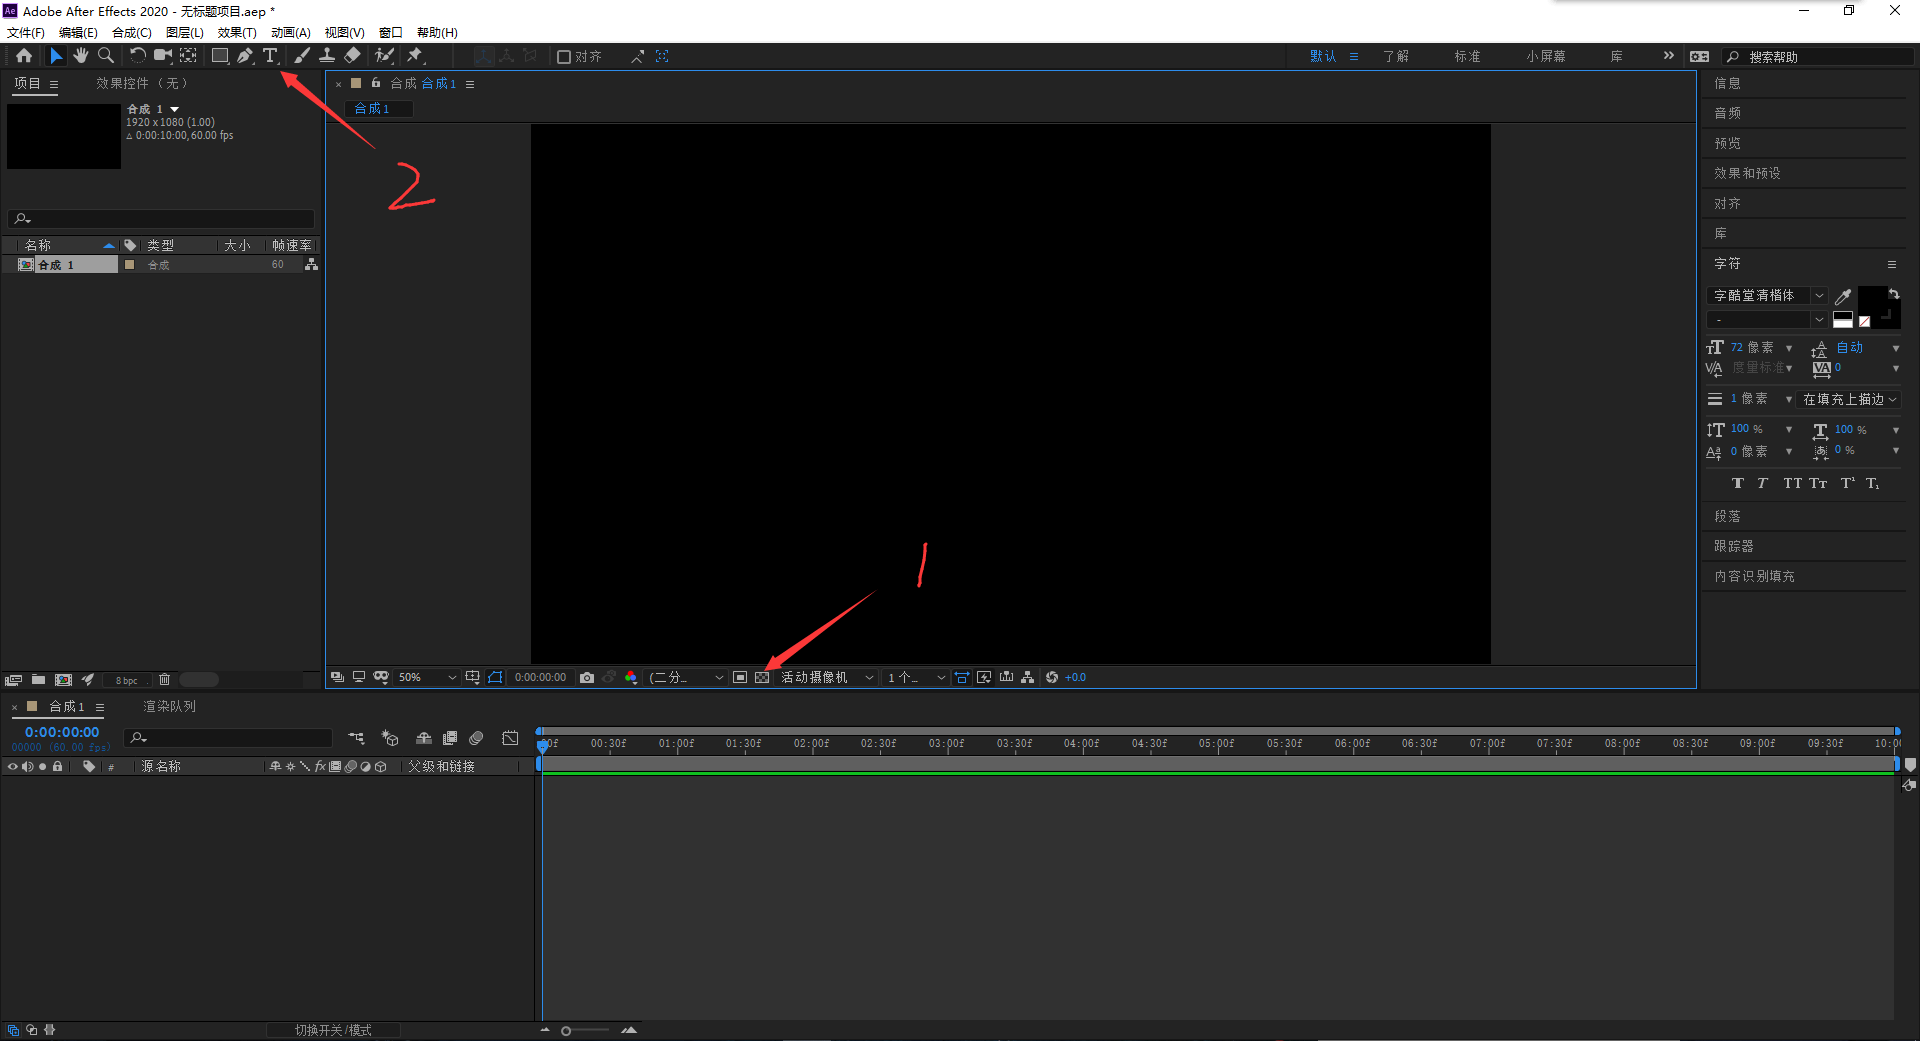 Ae Adobe After Effects 2020 - 无标题项目.aep *
文件(F) 编辑(E) 合成(C) 图层(L) 效果(T) 动画(A) 视图(V) 窗口 帮助(H)
对齐 默认 了解 标准 小屏幕 库 搜索帮助
项目 效果控件 (无)
合成 1
1920 x 1080 (1.00)
△ 0:00:10:00, 60.00 fps
名称 类型 大小 帧速率
合成 1 合成 60
8 bpc
合成 合成 1
合成 1
2
1
50% 0:00:00:00 (二分... 活动摄像机 1 个... +0.0
信息
音频
预览
效果和预设
对齐
库
字符
字酷堂清楷体
-
72 像素 自动
度量标准 0
1 像素 在填充上描边
100 % 100 %
0 像素 0 %
T T TT Tт T¹ T₁
段落
跟踪器
内容识别填充
合成 1 渲染队列
0:00:00:00
00000 (60.00 fps)
# 源名称 父级和链接
00f 00:30f 01:00f 01:30f 02:00f 02:30f 03:00f 03:30f 04:00f 04:30f 05:00f 05:30f 06:00f 06:30f 07:00f 07:30f 08:00f 08:30f 09:00f 09:30f 10:00
切换开关/模式